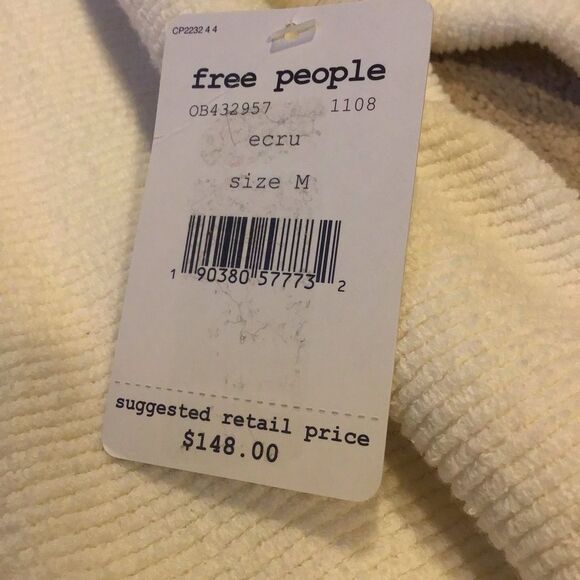 CP2232 4 4
free people
OB432957 1108
ecru
size M
1 90380 57773 2
suggested retail price
$148.00